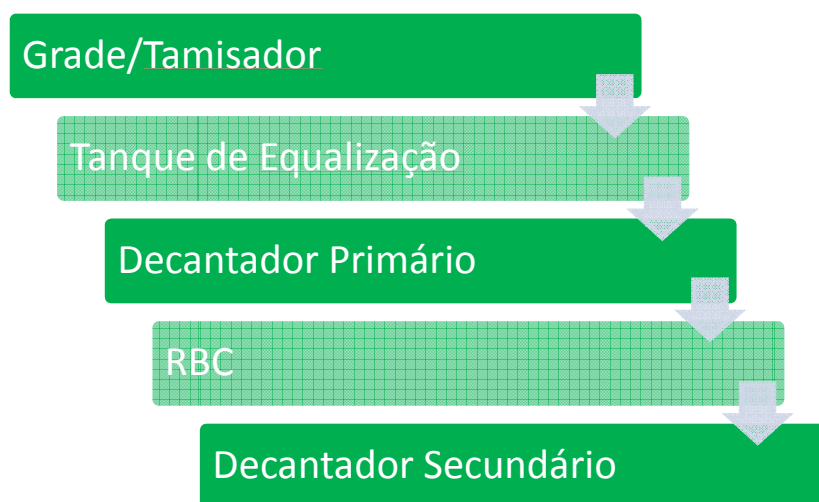 Grade/Tamisador
Tanque de Equalização
Decantador Primário
RBC
Decantador Secundário